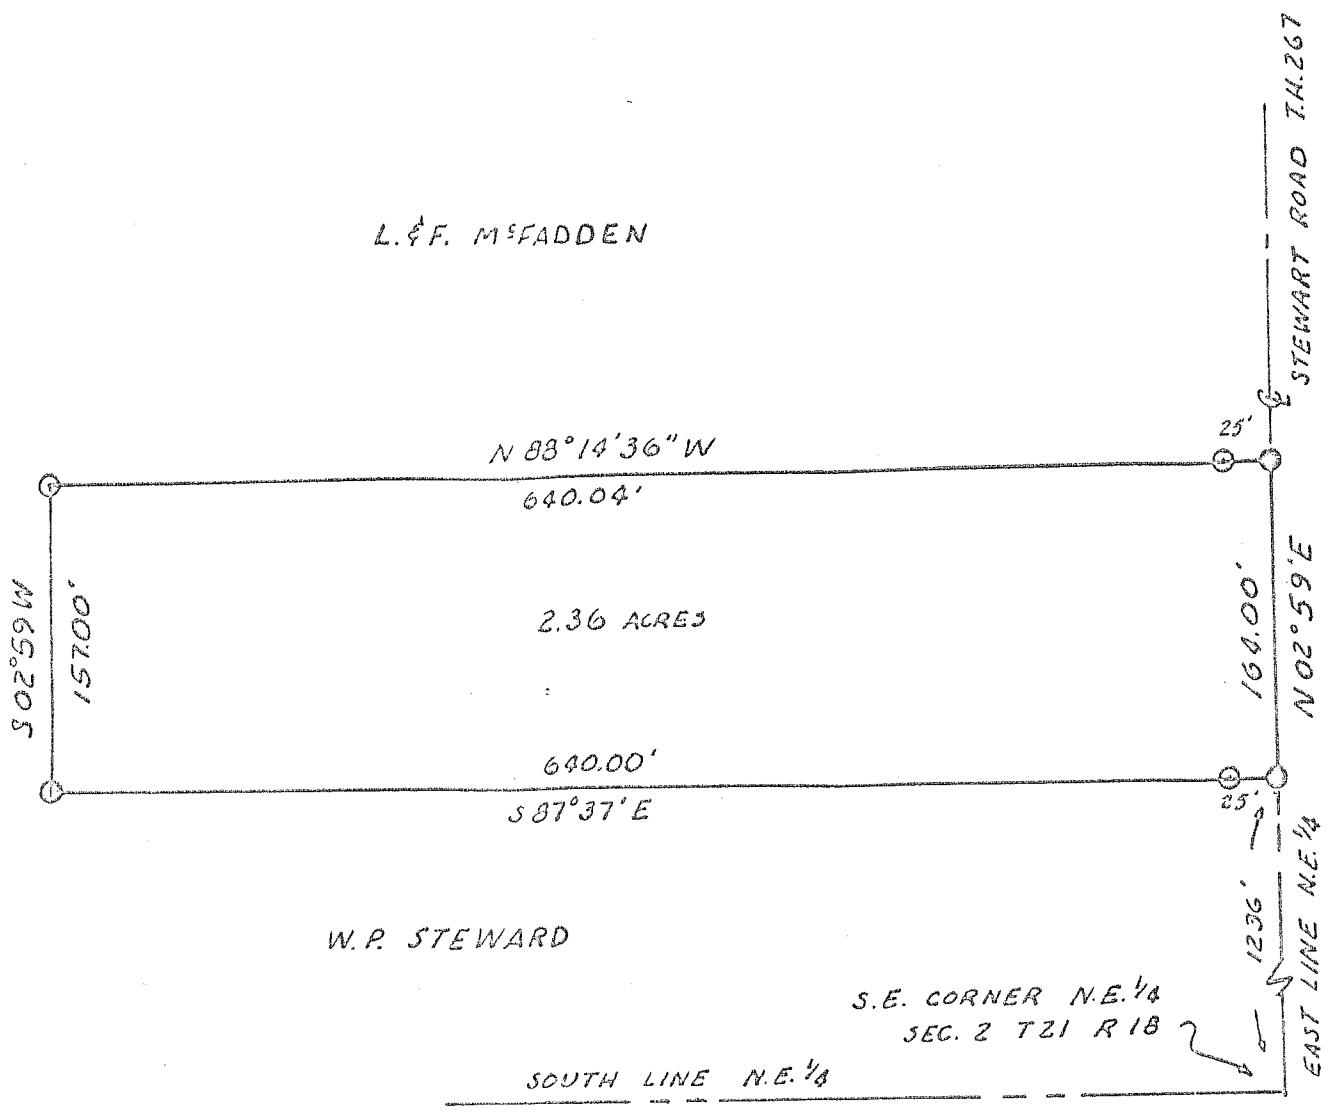 STEWART ROAD T.H.267
L. & F. McFADDEN
25'
N 88°14'36" W
640.04'
S 02°59 W
157.00'
2.36 ACRES
164.00'
N 02°59'E
640.00'
S 87°37' E
25'
1236'
EAST LINE N.E. 1/4
W.P. STEWARD
S.E. CORNER N.E. 1/4
SEC. 2 T21 R 18
SOUTH LINE N.E. 1/4